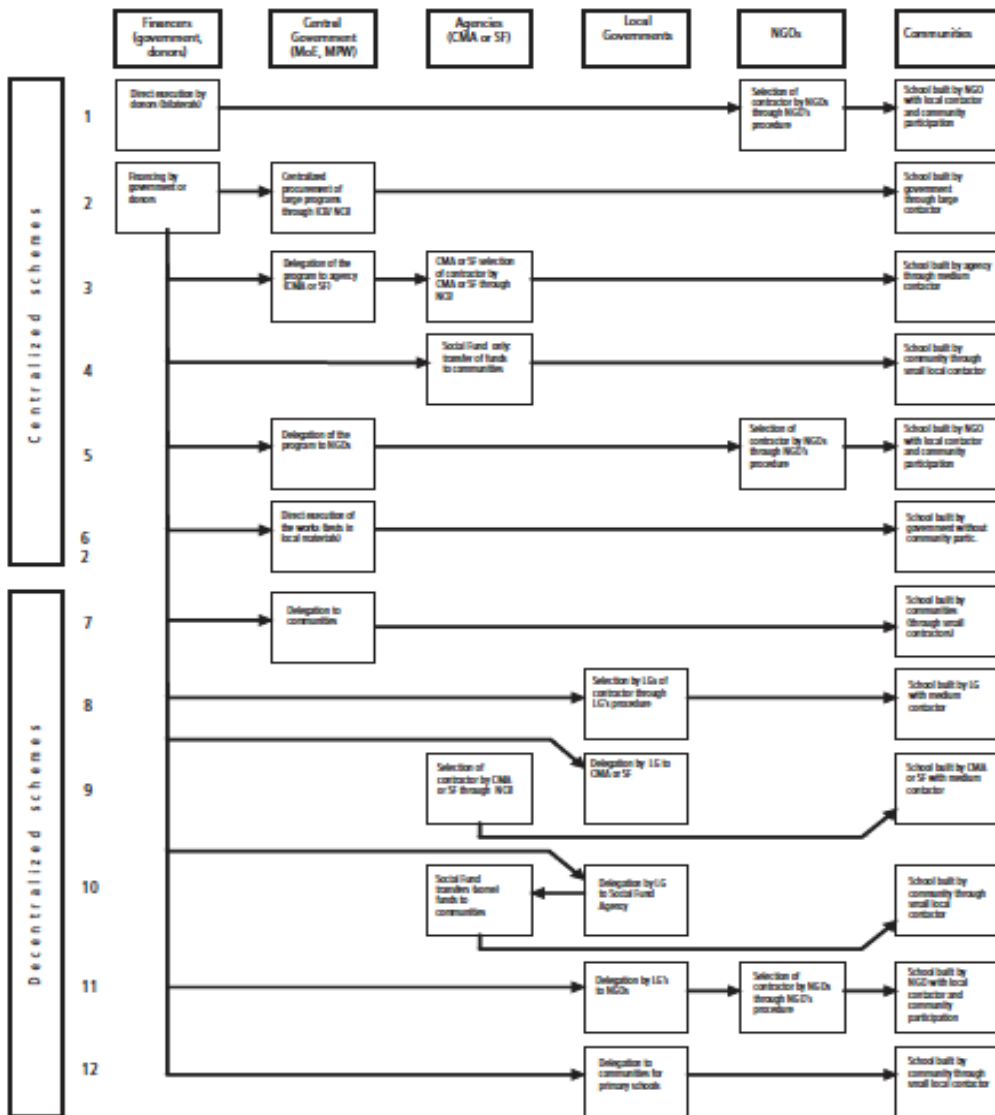 Financers
(government,
donors)
Central
Government
(MoE, MPW)
Agencies
(CMA or SF)
Local
Governments
NGOs
Communities
Centralized schemes
1
Direct execution by
donors (bilaterals)
Selection of
contractor by NGOs
through NGO's
procedure
School built by NGO
with local contactor
and community
participation
2
Financing by
government or
donors
Centralized
procurement of
large programs
through ICB/ NCB
School built by
government
through large
contactor
3
Delegation of the
program to agency
(CMA or SF)
CMA or SF selection
of contractor by
CMA or SF through
NCB
School built by agency
through medium
contactor
4
Social Fund only:
transfer of funds
to communities
School built by
community through
small local contactor
5
Delegation of the
program to NGOs
Selection of
contractor by NGOs
through NGO's
procedure
School built by NGO
with local contactor
and community
participation
6
2
Direct execution of
the works in
local materials)
School built by
government without
community partic.
Decentralized schemes
7
Delegation to
communities
School built by
communities
(through small
contractors)
8
Selection by LGs of
contractor through
LG's procedure
School built by LG
with medium
contactor
9
Selection of
contractor by CMA
or SF through NCB
Delegation by LG to
CMA or SF
School built by CMA
or SF with medium
contactor
10
Social Fund
transfers
funds to
communities
Delegation by LG
to Social Fund
Agency
School built by
community through
small local
contactor
11
Delegation by LG's
to NGOs
Selection of
contractor by NGOs
through NGO's
procedure
School built by
NGO with local
contactor and
community
participation
12
Delegation to
communities for
primary schools
School built by
community through
small local contactor